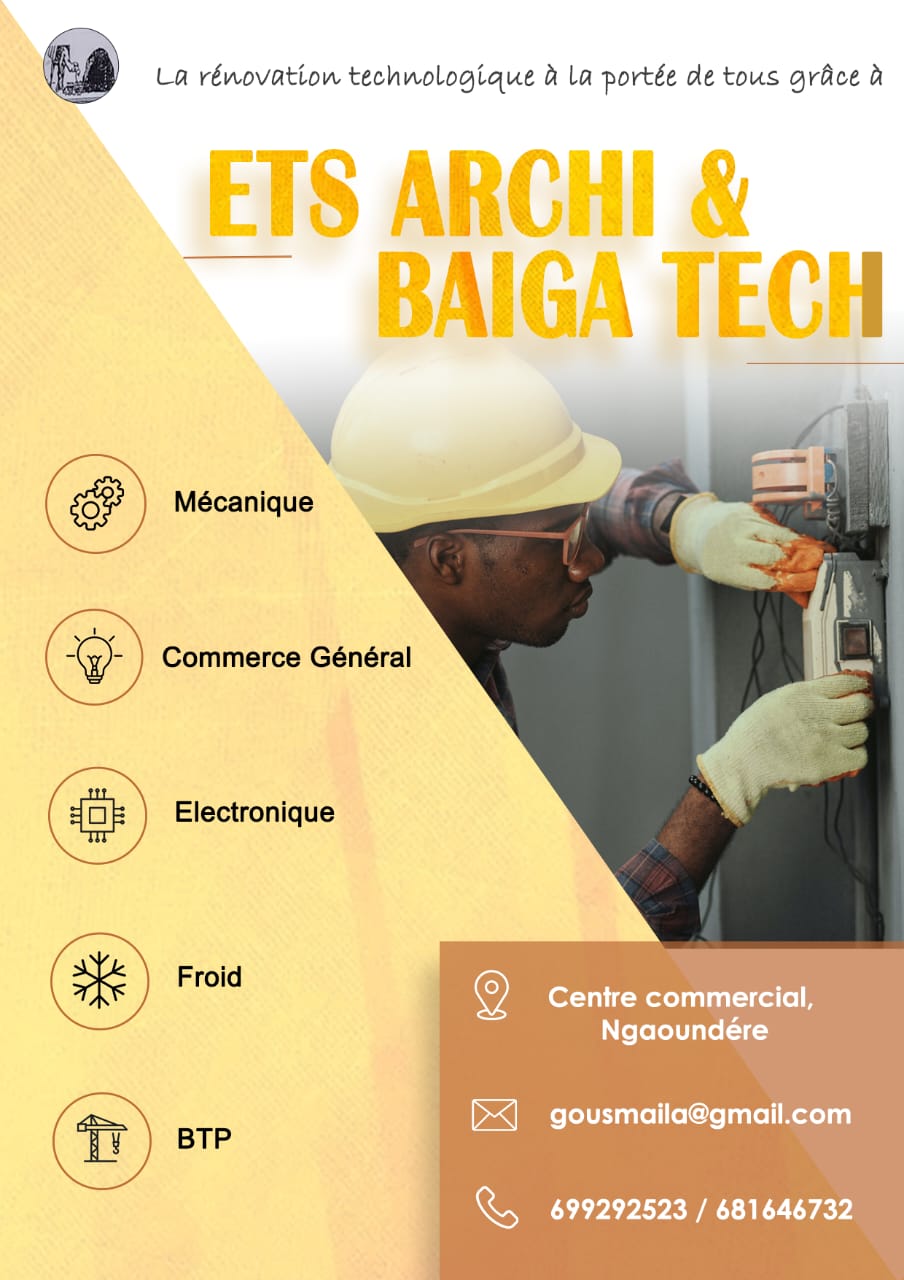 La rénovation technologique à la portée de tous grâce à
ETS ARCHI &
BAIGA TECH
Mécanique
Commerce Général
Electronique
Froid
BTP
Centre commercial,
Ngaoundére
gousmaila@gmail.com
699292523 / 681646732